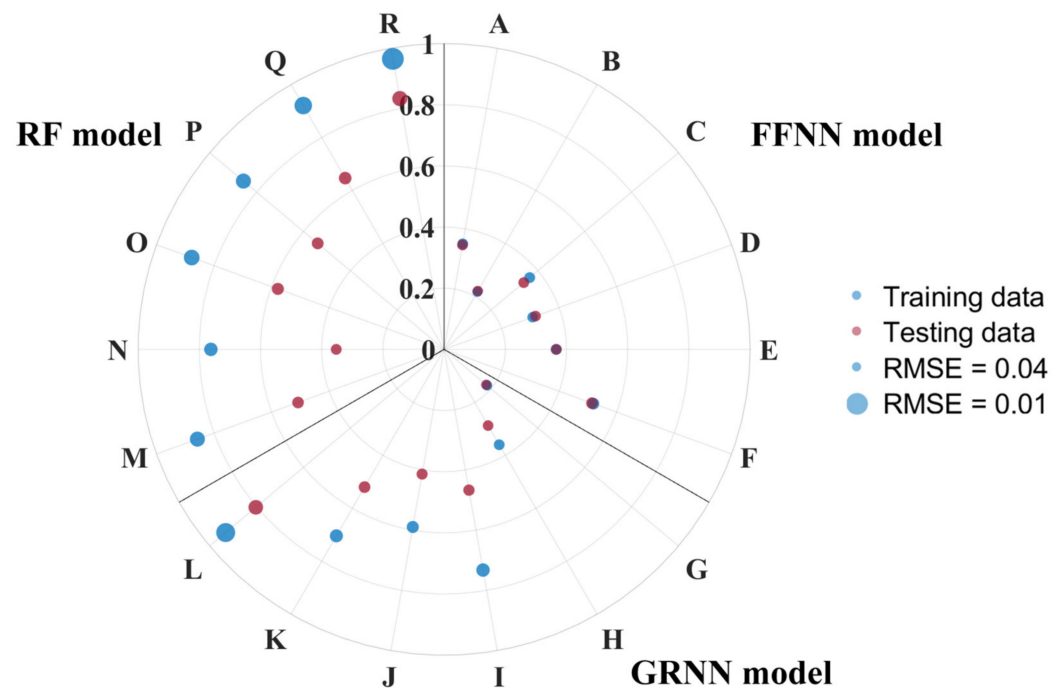 R
A
Q
B
1
RF model
P
0.8
C
FFNN model
0.6
O
0.4
D
0.2
Training data
N
0
E
Testing data
RMSE = 0.04
RMSE = 0.01
M
F
L
G
K
H
J
I
GRNN model